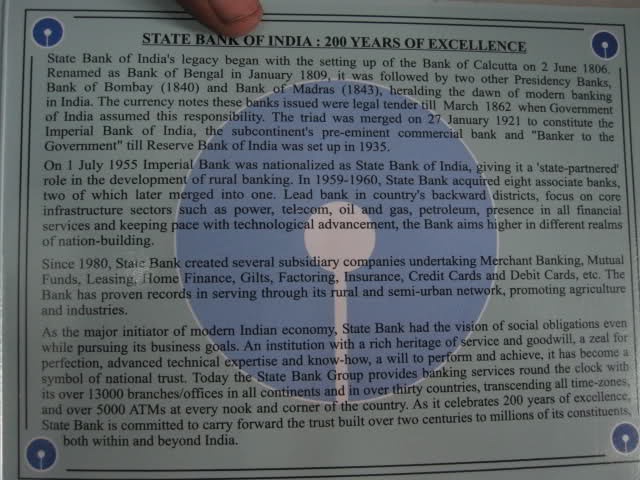 STATE BANK OF INDIA : 200 YEARS OF EXCELLENCE
State Bank of India's legacy began with the setting up of the Bank of Calcutta on 2 June 1806.
Renamed as Bank of Bengal in January 1809, it was followed by two other Presidency Banks,
Bank of Bombay (1840) and Bank of Madras (1843), heralding the dawn of modern banking
in India. The currency notes these banks issued were legal tender till March 1862 when Government
of India assumed this responsibility. The triad was merged on 27 January 1921 to constitute the
Imperial Bank of India, the subcontinent's pre-eminent commercial bank and "Banker to the
Government" till Reserve Bank of India was set up in 1935.
On 1 July 1955 Imperial Bank was nationalized as State Bank of India, giving it a 'state-partnered'
role in the development of rural banking. In 1959-1960, State Bank acquired eight associate banks,
two of which later merged into one. Lead bank in country's backward districts, focus on core
infrastructure sectors such as power, telecom, oil and gas, petroleum, presence in all financial
services and keeping pace with technological advancement, the Bank aims higher in different realms
of nation-building.
Since 1980, State Bank created several subsidiary companies undertaking Merchant Banking, Mutual
Funds, Leasing, Home Finance, Gilts, Factoring, Insurance, Credit Cards and Debit Cards, etc. The
Bank has proven records in serving through its rural and semi-urban network, promoting agriculture
and industries.
As the major initiator of modern Indian economy, State Bank had the vision of social obligations even
while pursuing its business goals. An institution with a rich heritage of service and goodwill, a zeal for
perfection, advanced technical expertise and know-how, a will to perform and achieve, it has become a
symbol of national trust. Today the State Bank Group provides banking services round the clock with
its over 13000 branches/offices in all continents and in over thirty countries, transcending all time-zones,
and over 5000 ATMs at every nook and corner of the country. As it celebrates 200 years of excellence,
State Bank is committed to carry forward the trust built over two centuries to millions of its constituents,
both within and beyond India.